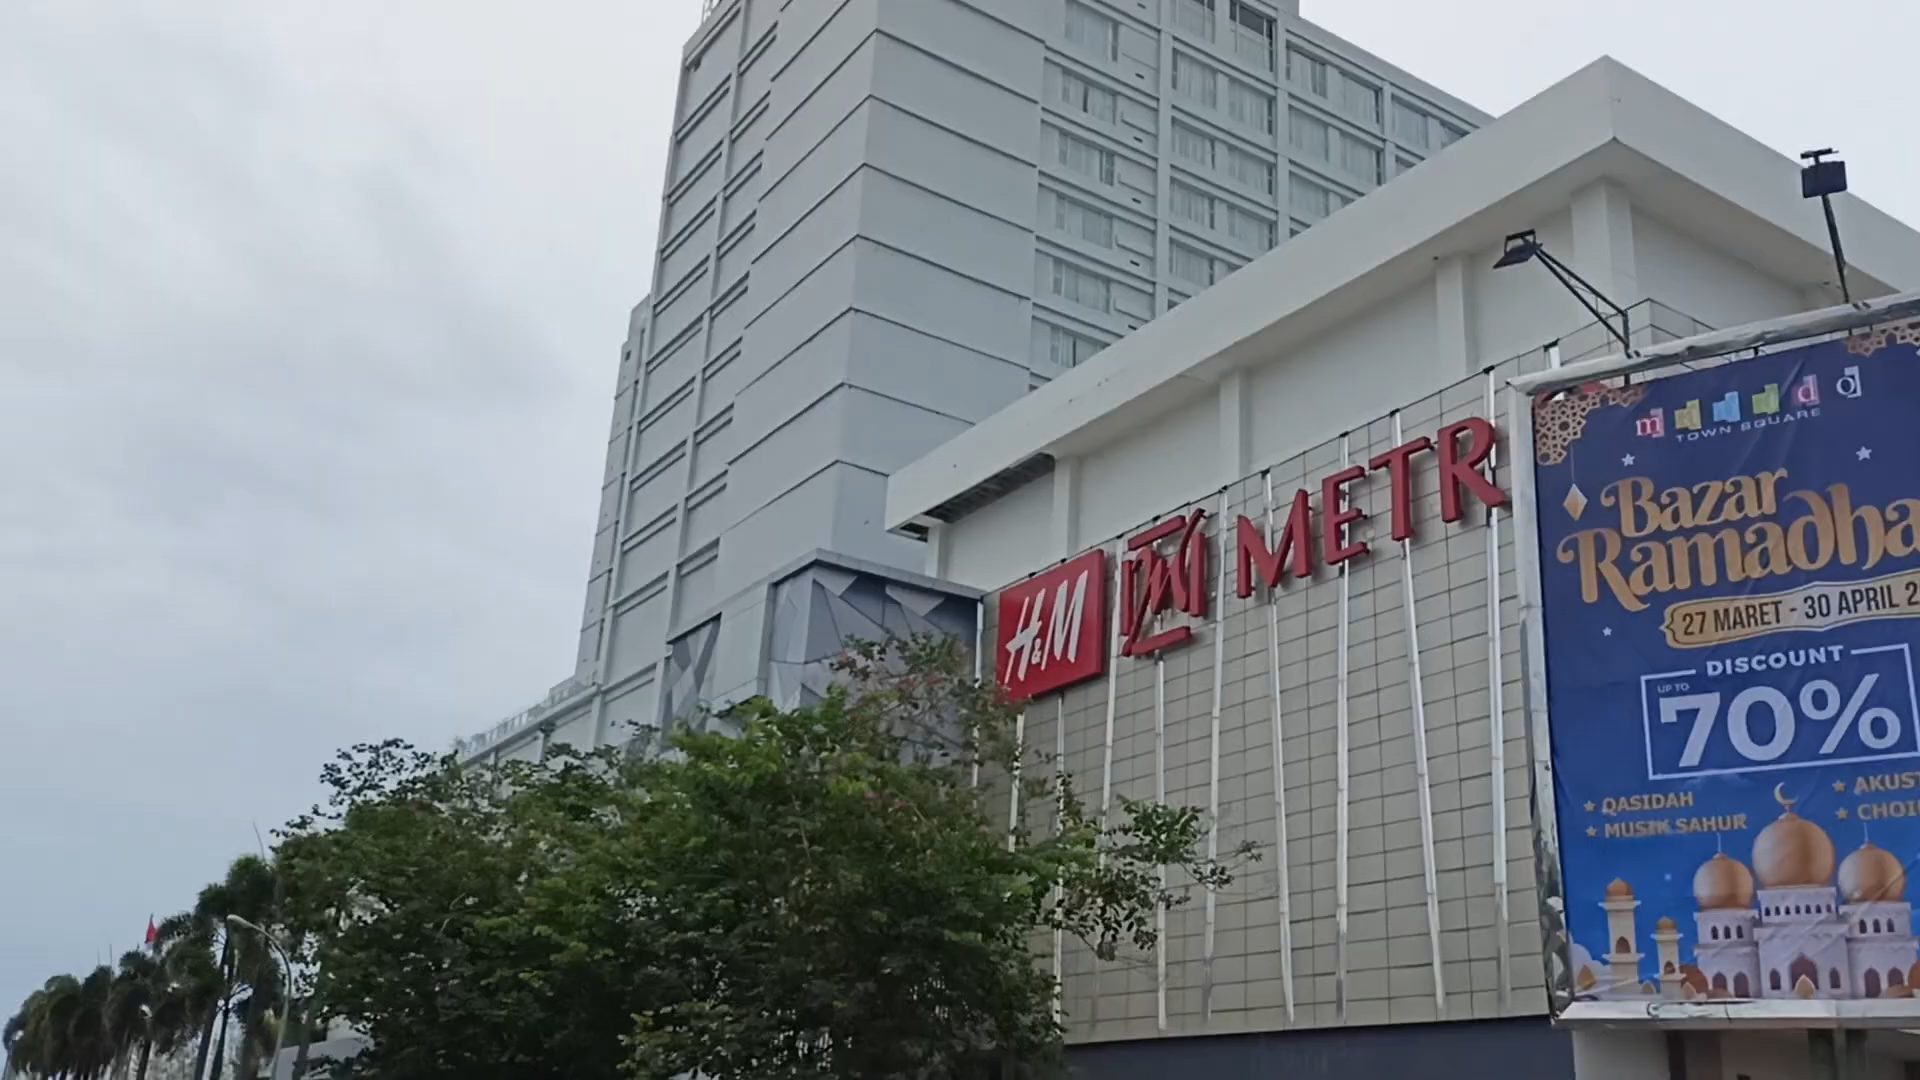 H&M
METR
TOWN SQUARE
Bazar
Ramadha
27 MARET - 30 APRIL 2
DISCOUNT
UP TO
70%
QASIDAH
MUSIK SAHUR
AKUST
CHOI